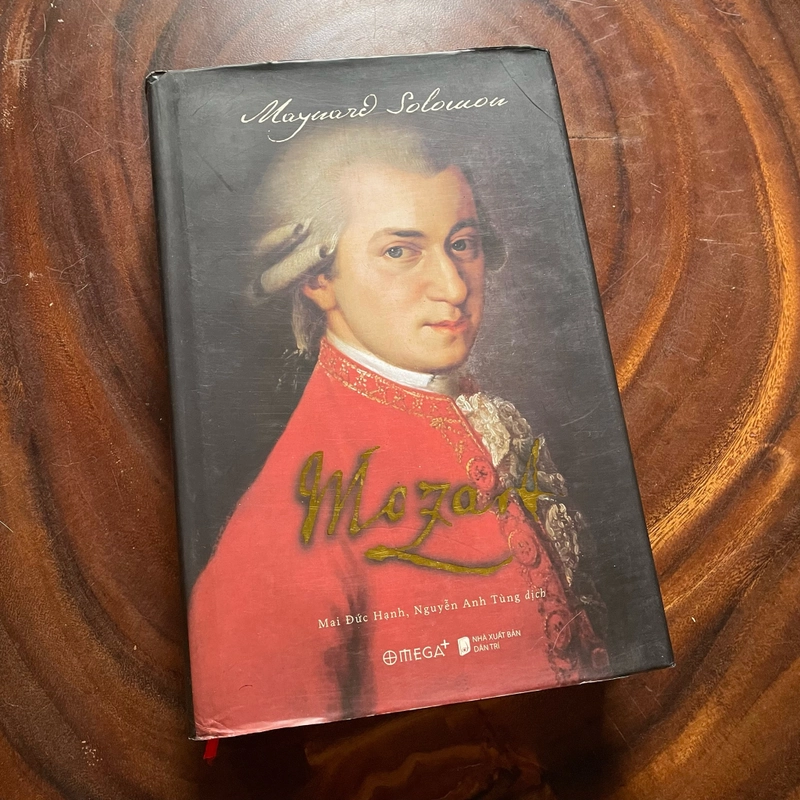 Maynard Solomon
Mozart
Mai Đức Hạnh, Nguyễn Anh Tùng dịch
OMEGA+
NHÀ XUẤT BẢN
DÂN TRÍ